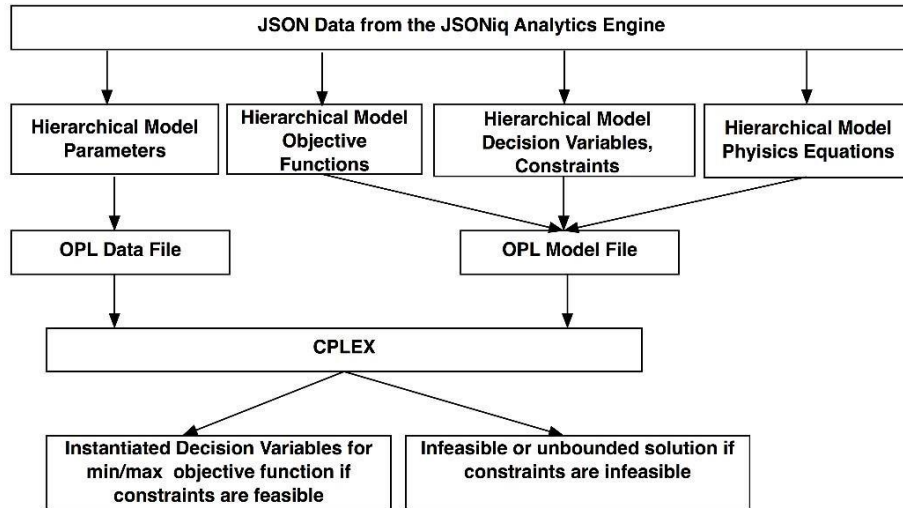 JSON Data from the JSONiq Analytics Engine
Hierarchical Model
Parameters
Hierarchical Model
Objective
Functions
Hierarchical Model
Decision Variables,
Constraints
Hierarchical Model
Phyisics Equations
OPL Data File
OPL Model File
CPLEX
Instantiated Decision Variables for
min/max objective function if
constraints are feasible
Infeasible or unbounded solution if
constraints are infeasible